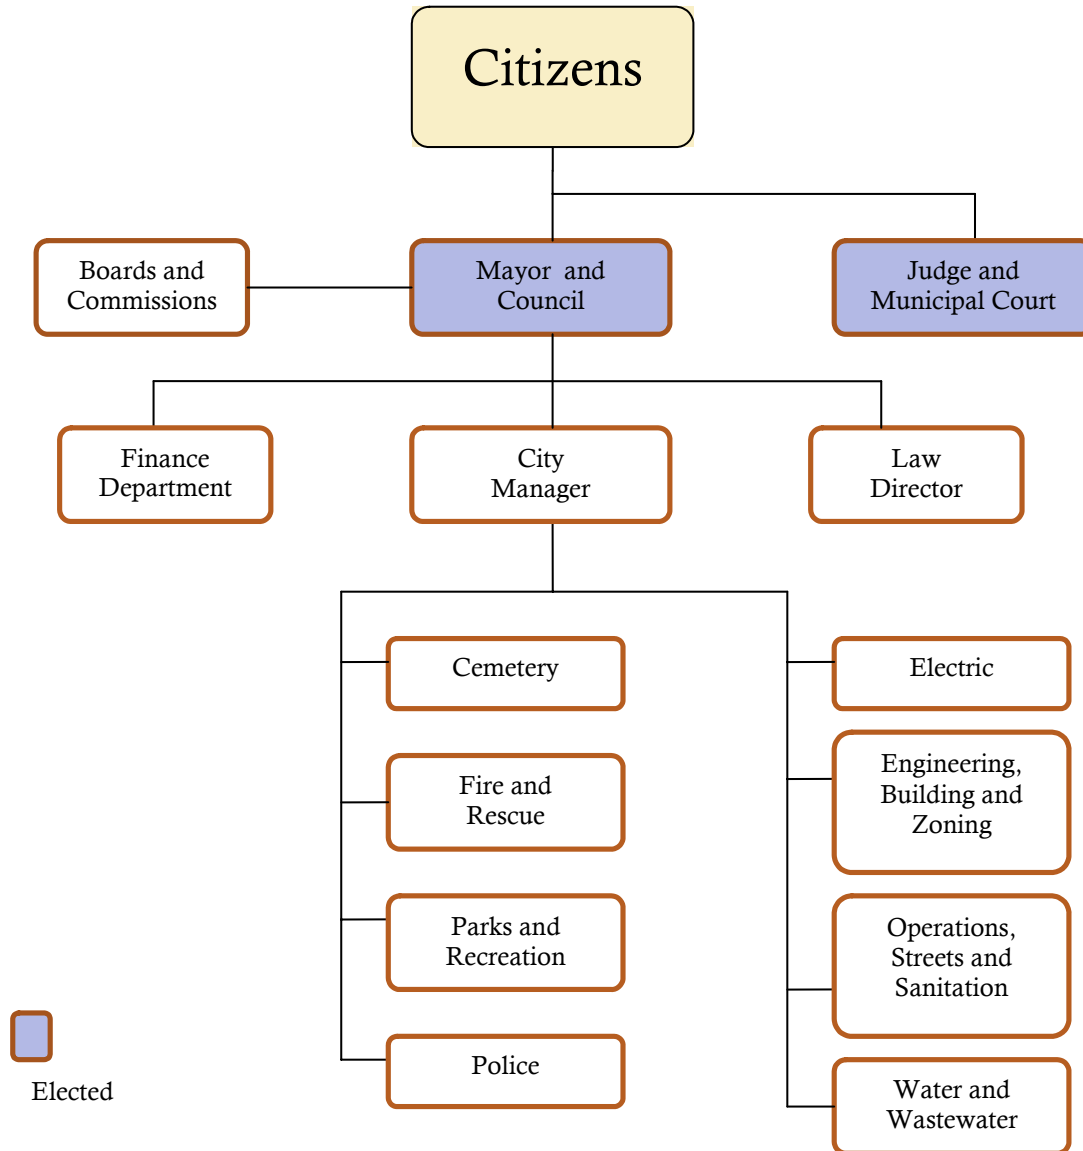 Citizens
Boards and
Commissions
Mayor and
Council
Judge and
Municipal Court
Finance
Department
City
Manager
Law
Director
Cemetery
Fire and
Rescue
Parks and
Recreation
Police
Electric
Engineering,
Building and
Zoning
Operations,
Streets and
Sanitation
Water and
Wastewater
Elected